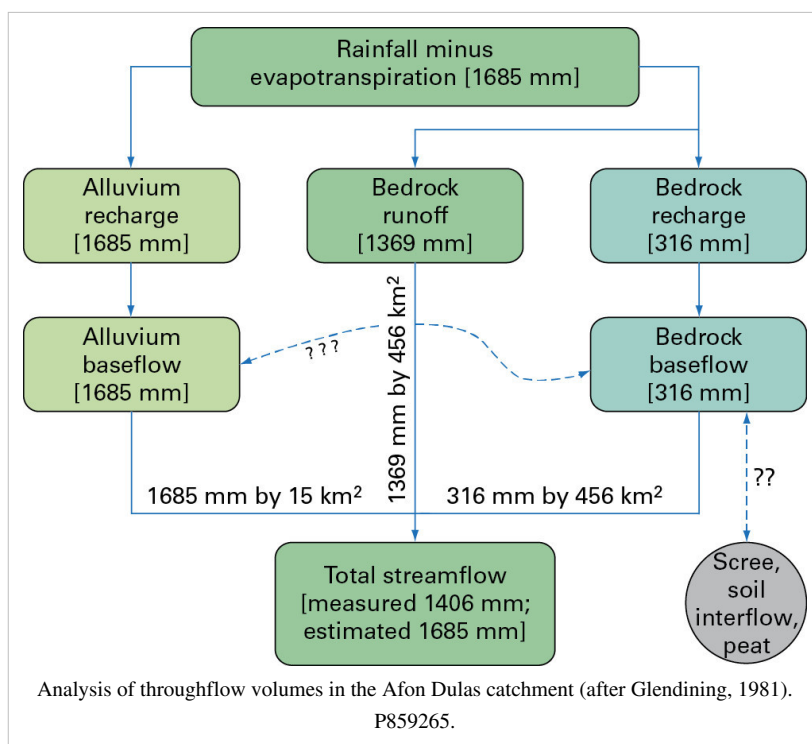 Rainfall minus
evapotranspiration [1685 mm]
Alluvium
recharge
[1685 mm]
Bedrock
runoff
[1369 mm]
Bedrock
recharge
[316 mm]
Alluvium
baseflow
[1685 mm]
? ? ?
1369 mm by 456 km²
Bedrock
baseflow
[316 mm]
1685 mm by 15 km²
316 mm by 456 km²
??
Total streamflow
[measured 1406 mm;
estimated 1685 mm]
Scree,
soil
interflow,
peat
Analysis of throughflow volumes in the Afon Dulas catchment (after Glendining, 1981).
P859265.